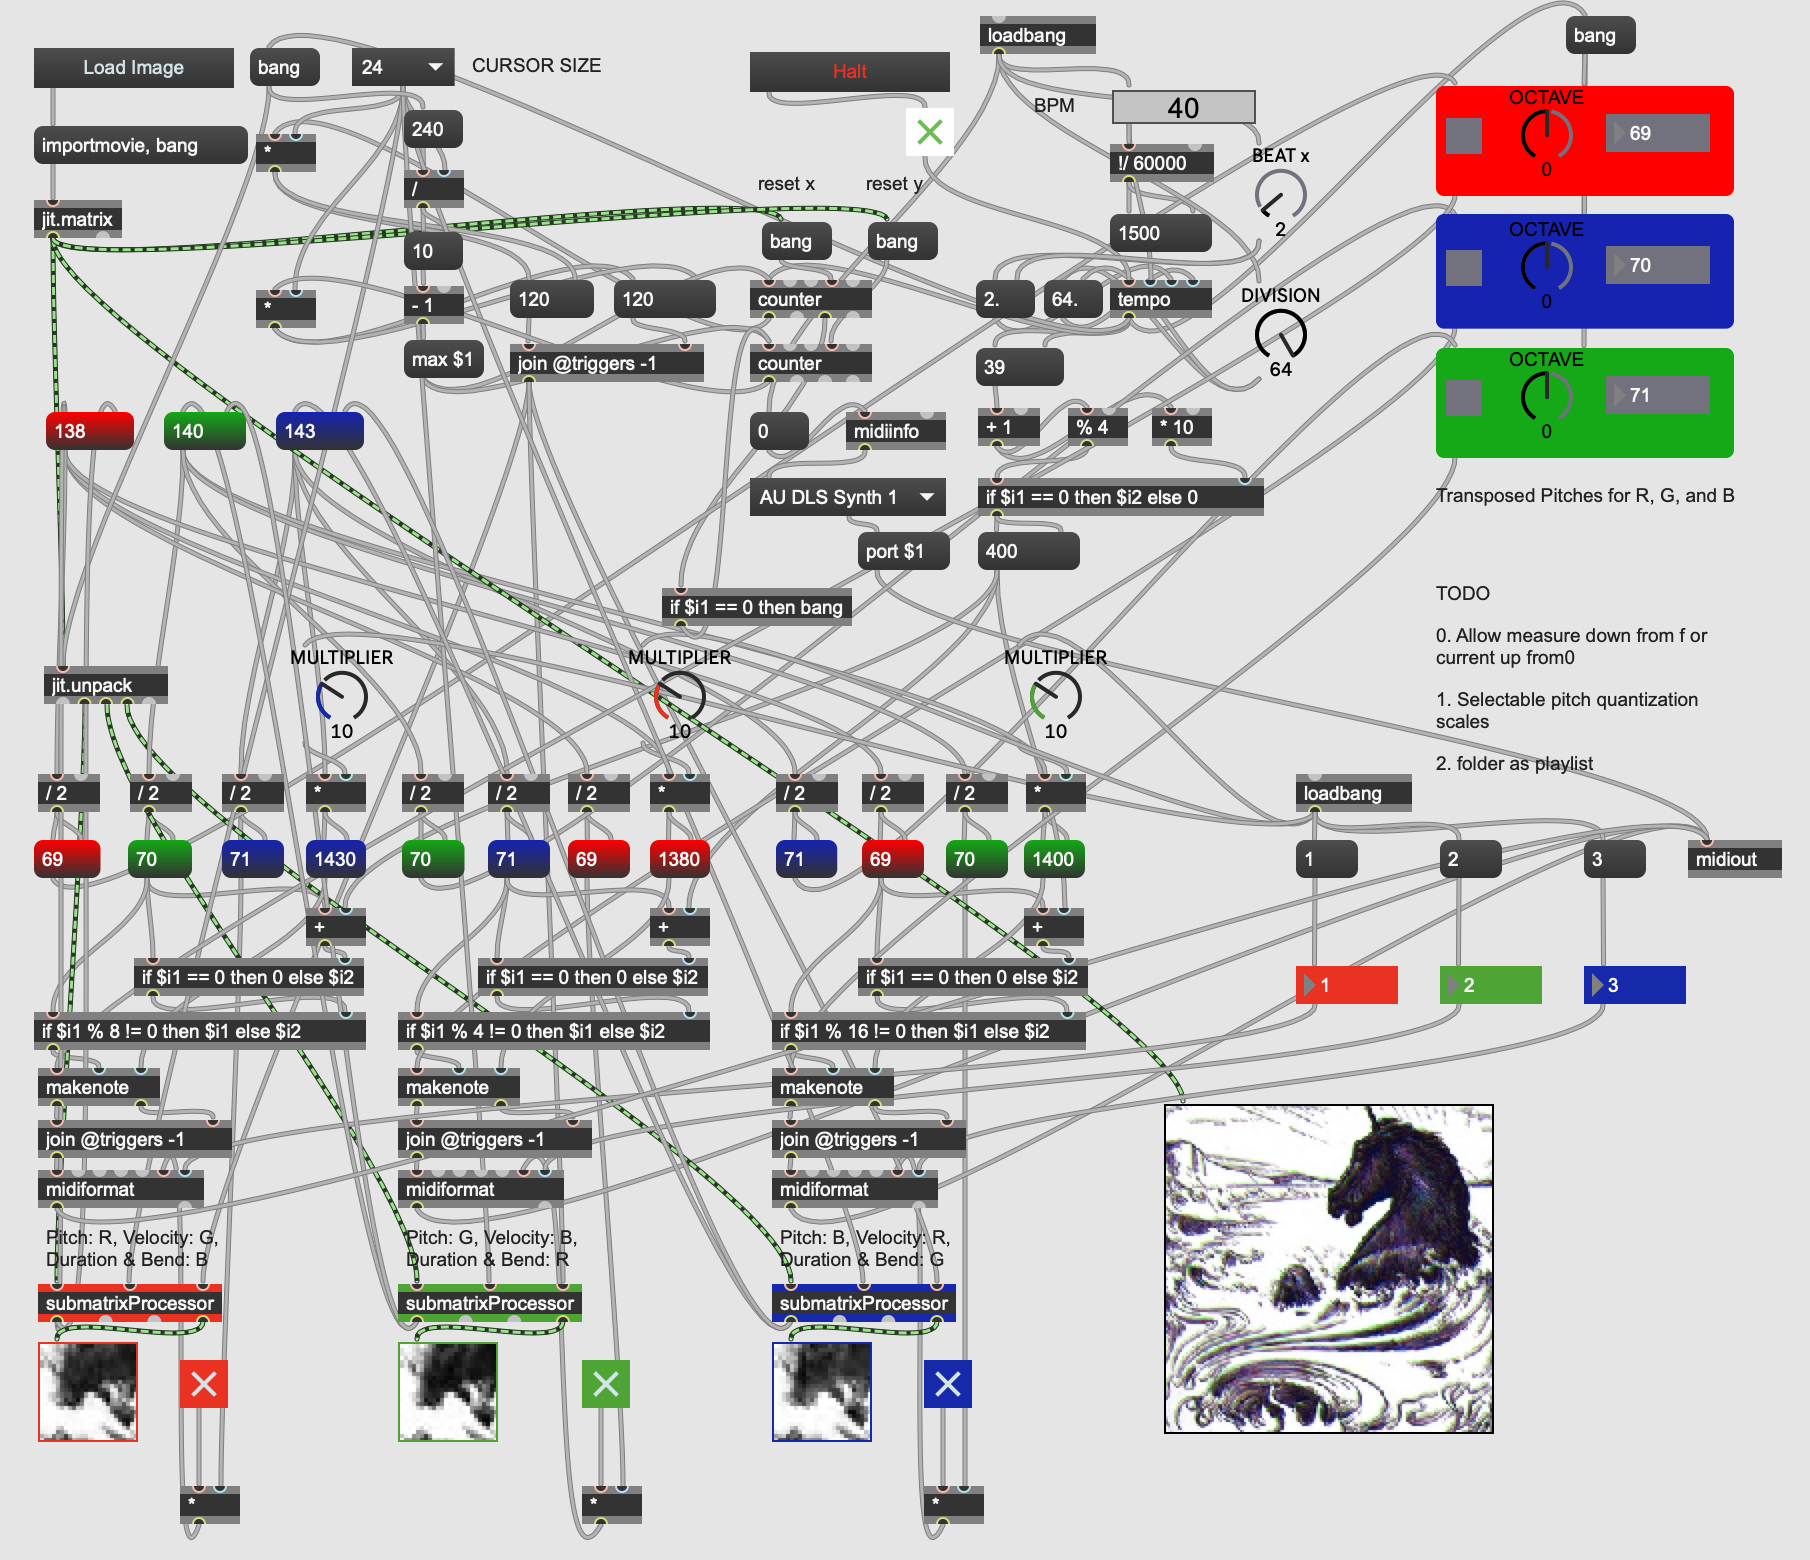 loadbang
bang
Load Image
bang
24
CURSOR SIZE
Halt
BPM
40
OCTAVE
69
0
240
importmovie, bang
*
!/ 60000
BEAT x
2
/
reset x
reset y
jit.matrix
10
bang
bang
1500
OCTAVE
70
0
*
- 1
120
120
counter
2.
64.
tempo
DIVISION
64
max $1
join @triggers -1
counter
39
OCTAVE
71
0
138
140
143
0
midiinfo
+ 1
% 4
* 10
AU DLS Synth 1
if $i1 == 0 then $i2 else 0
Transposed Pitches for R, G, and B
port $1
400
if $i1 == 0 then bang
TODO
0. Allow measure down from f or
current up from0
1. Selectable pitch quantization
scales
2. folder as playlist
MULTIPLIER
10
MULTIPLIER
10
MULTIPLIER
10
jit.unpack
/ 2
/ 2
/ 2
*
/ 2
/ 2
/ 2
*
/ 2
/ 2
/ 2
*
loadbang
69
70
71
1430
70
71
69
1380
71
69
70
1400
1
2
3
midiout
+
+
+
if $i1 == 0 then 0 else $i2
if $i1 == 0 then 0 else $i2
if $i1 == 0 then 0 else $i2
1
2
3
if $i1 % 8 != 0 then $i1 else $i2
if $i1 % 4 != 0 then $i1 else $i2
if $i1 % 16 != 0 then $i1 else $i2
makenote
makenote
makenote
join @triggers -1
join @triggers -1
join @triggers -1
midiformat
midiformat
midiformat
Pitch: R, Velocity: G,
Duration & Bend: B
Pitch: G, Velocity: B,
Duration & Bend: R
Pitch: B, Velocity: R,
Duration & Bend: G
submatrixProcessor
submatrixProcessor
submatrixProcessor
*
*
*